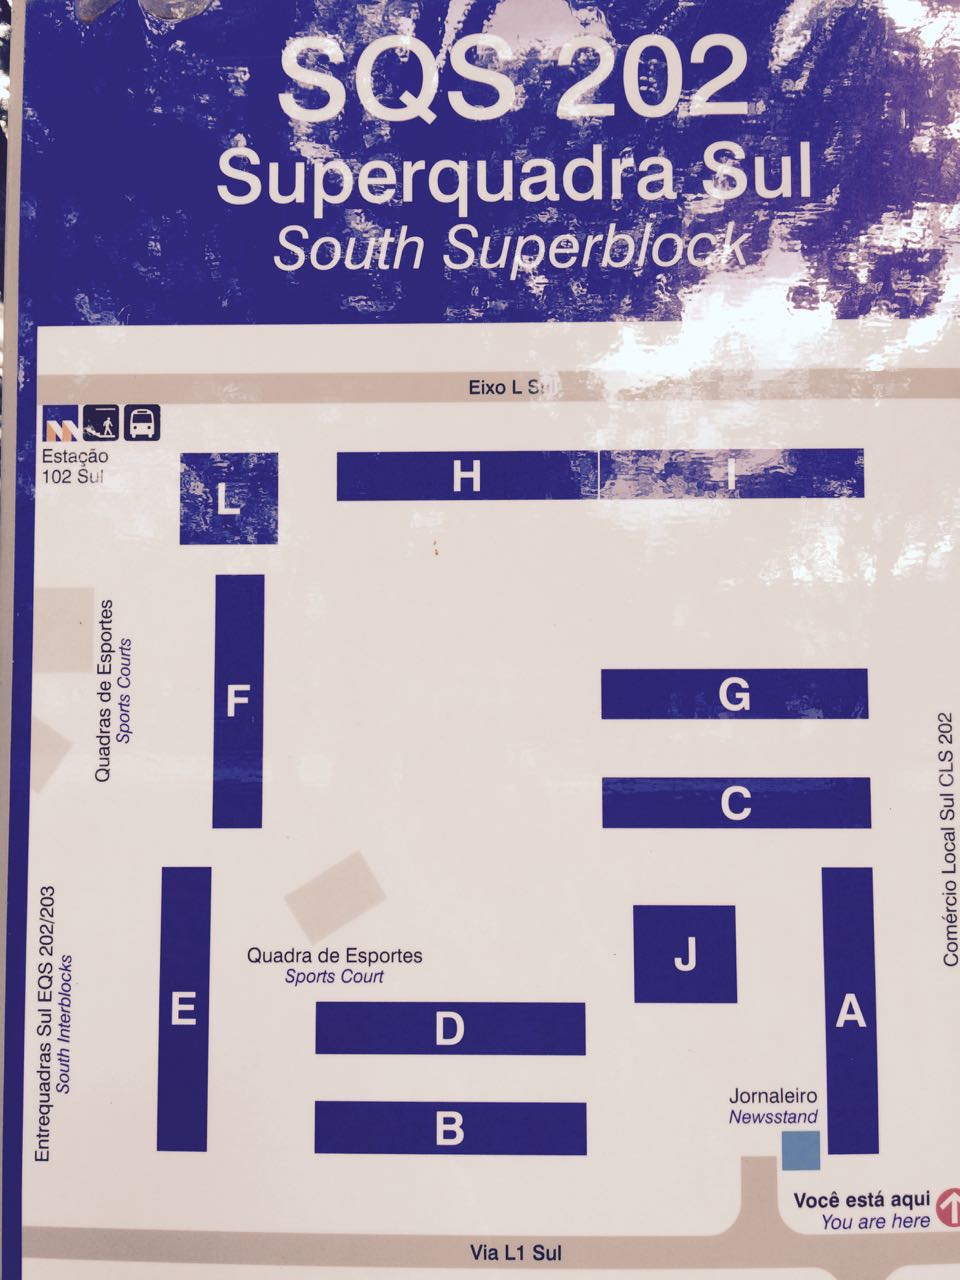 SQS 202
Superquadra Sul
South Superblock
Eixo L Sul
Estação
102 Sul
L
H
I
Quadras de Esportes
Sports Courts
F
G
C
Comércio Local Sul CLS 202
Entrequadras Sul EQS 202/203
South Interblocks
E
Quadra de Esportes
Sports Court
J
A
D
B
Jornaleiro
Newsstand
Você está aqui
You are here
Via L1 Sul